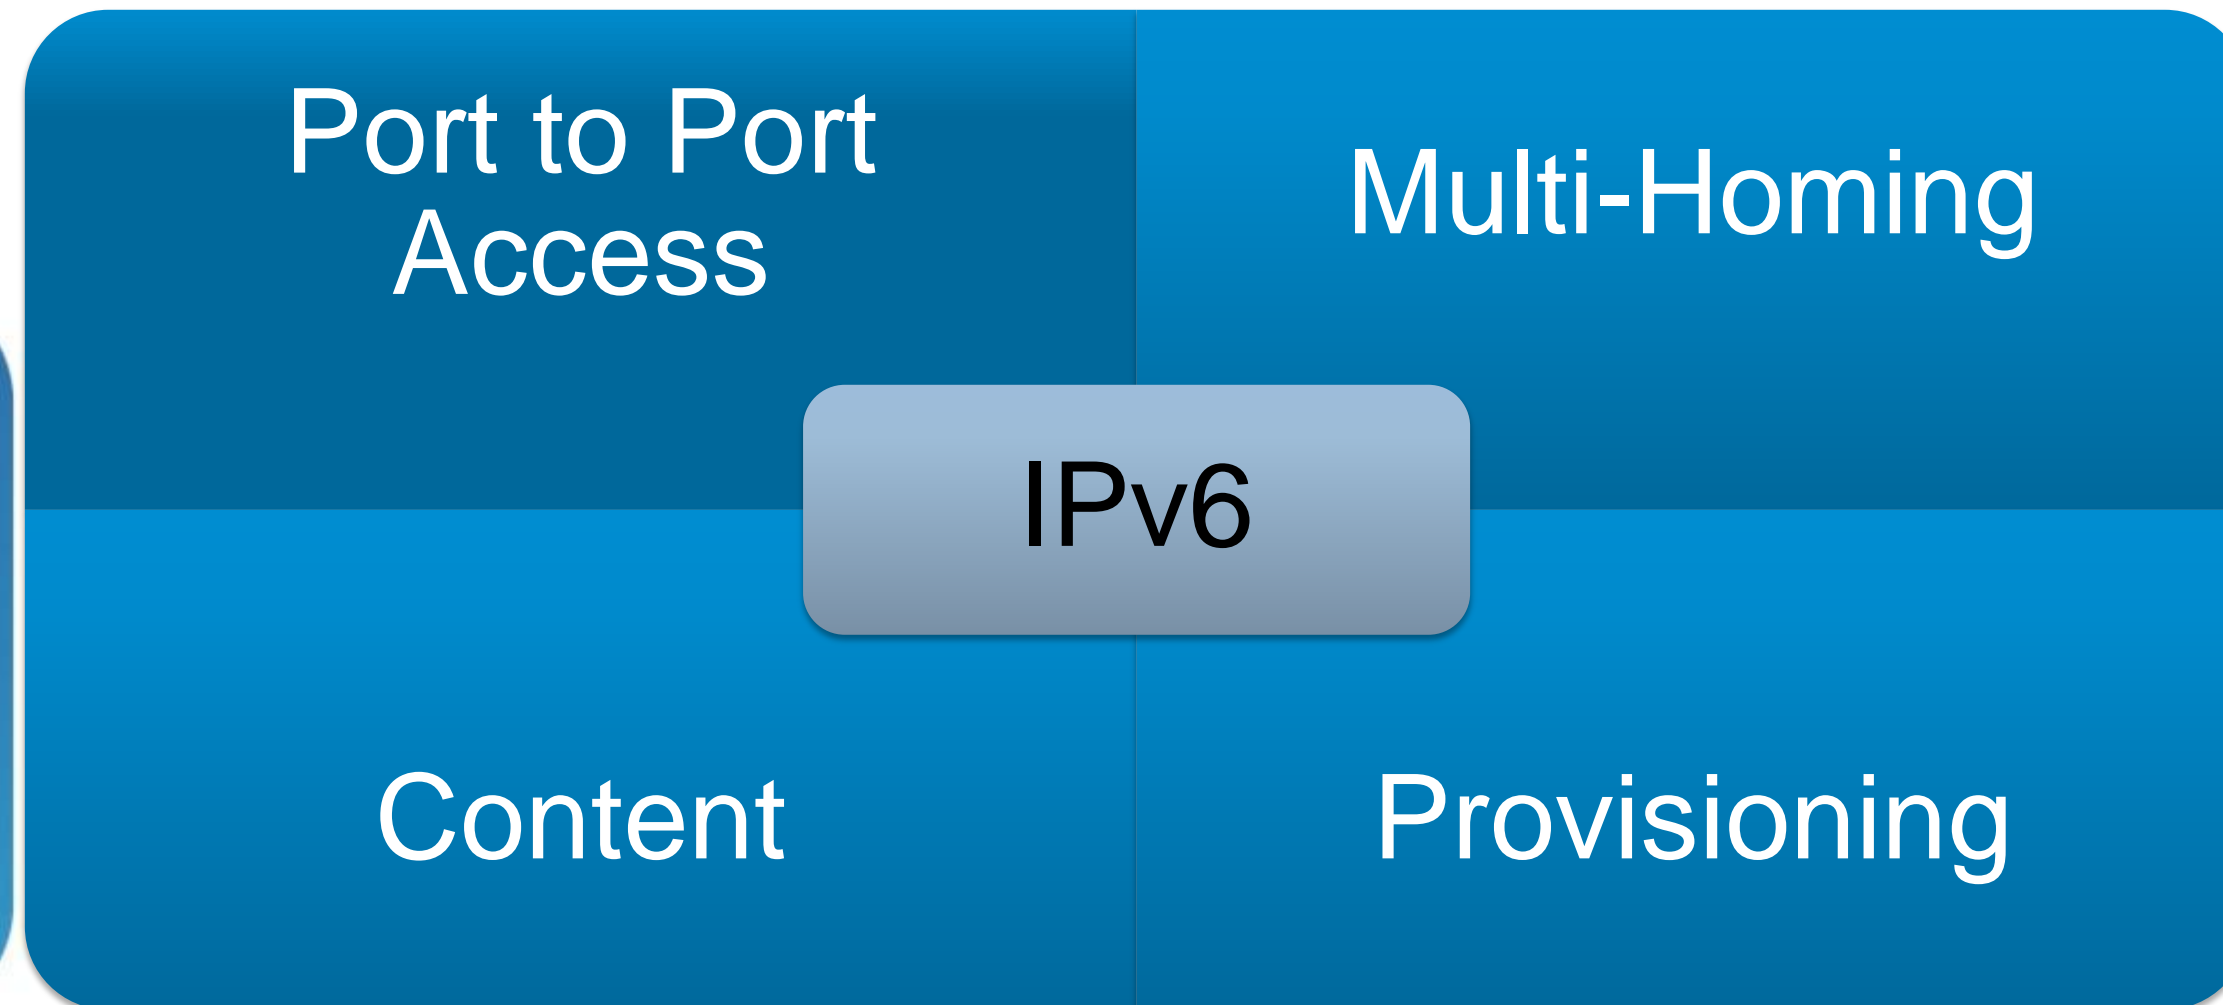 Port to Port
Access
Multi-Homing
IPv6
Content
Provisioning